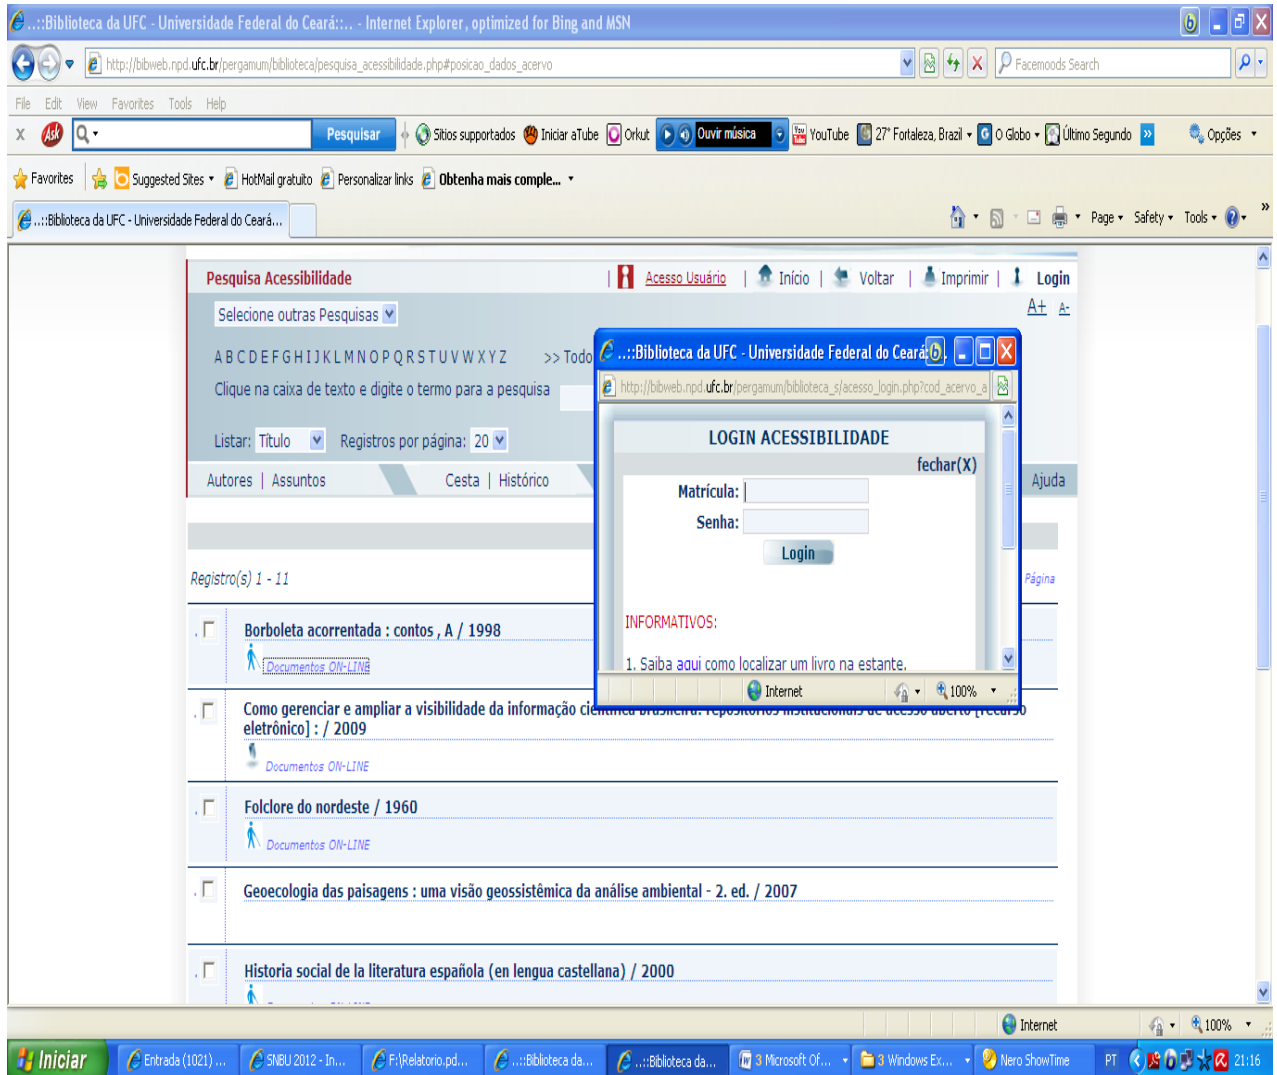 ..::Biblioteca da UFC - Universidade Federal do Ceará::.. - Internet Explorer, optimized for Bing and MSN
http://bibweb.npd.ufc.br/pergamum/biblioteca/pesquisa_acessibilidade.php#posicao_dados_acervo
Facemoods Search
File Edit View Favorites Tools Help
x Ask Pesquisar Sítios suportados Iniciar aTube Orkut Ouvir música YouTube 27° Fortaleza, Brazil O Globo Último Segundo Opções
Favorites Suggested Sites HotMail gratuito Personalizar links Obtenha mais comple...
..::Biblioteca da UFC - Universidade Federal do Ceará... Page Safety Tools
Pesquisa Acessibilidade | Acesso Usuário | Início | Voltar | Imprimir | Login
Selecione outras Pesquisas A+ A-
A B C D E F G H I J K L M N O P Q R S T U V W X Y Z >> Todo
Clique na caixa de texto e digite o termo para a pesquisa
Listar: Título Registros por página: 20
Autores | Assuntos Cesta | Histórico Ajuda
Registro(s) 1 - 11 Página
Borboleta acorrentada : contos , A / 1998
Documentos ON-LINE
Como gerenciar e ampliar a visibilidade da informação científica brasileira: repositórios institucionais de acesso aberto [recurso
eletrônico] : / 2009
Documentos ON-LINE
Folclore do nordeste / 1960
Documentos ON-LINE
Geoecologia das paisagens : uma visão geossistêmica da análise ambiental - 2. ed. / 2007
Historia social de la literatura española (en lengua castellana) / 2000
..::Biblioteca da UFC - Universidade Federal do Ceará
http://bibweb.npd.ufc.br/pergamum/biblioteca_s/acesso_login.php?cod_acervo_a
LOGIN ACESSIBILIDADE
fechar(X)
Matrícula:
Senha:
Login
INFORMATIVOS:
1. Saiba aqui como localizar um livro na estante.
Internet 100%
Internet 100%
Iniciar Entrada (1021) ... SNBU 2012 - In... F:\Relatorio.pd... ..::Biblioteca da... ..::Biblioteca da... 3 Microsoft Of... 3 Windows Ex... Nero ShowTime PT 21:16